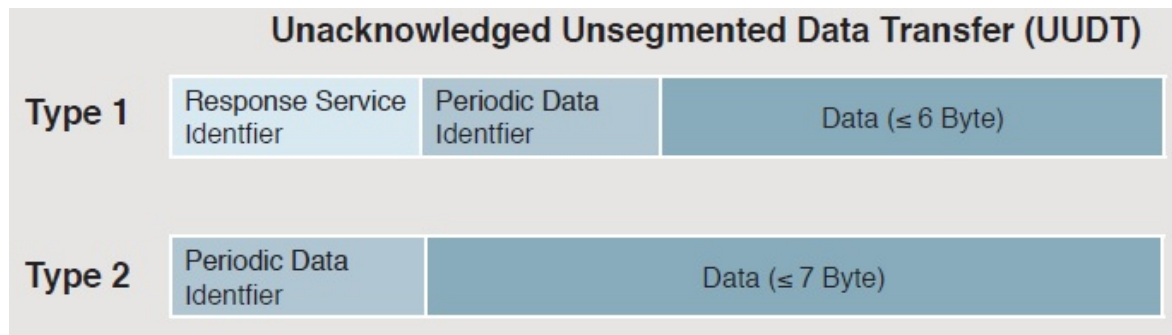 Unacknowledged Unsegmented Data Transfer (UUDT)
Type 1
Response Service
Identfier
Periodic Data
Identfier
Data (≤ 6 Byte)
Type 2
Periodic Data
Identfier
Data (≤ 7 Byte)